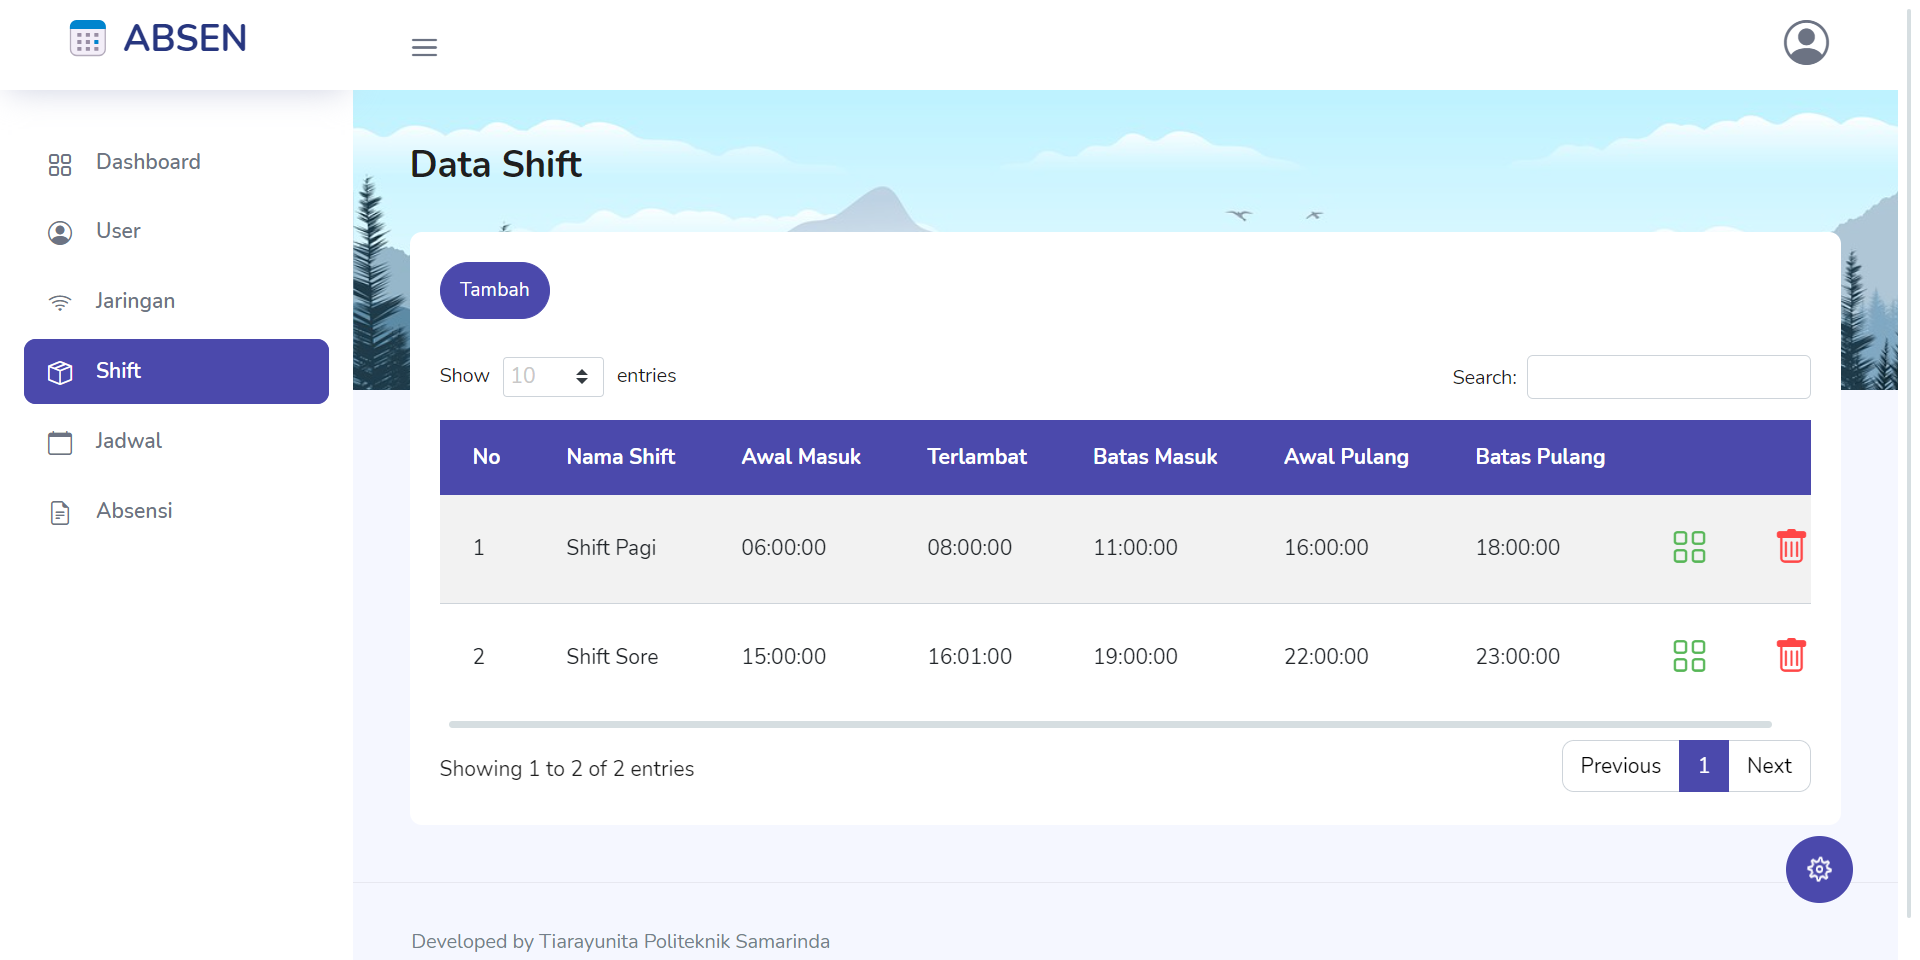 ABSEN
Dashboard
User
Jaringan
Shift
Jadwal
Absensi
Data Shift
Tambah
Show 10 entries
Search:
No Nama Shift Awal Masuk Terlambat Batas Masuk Awal Pulang Batas Pulang
1 Shift Pagi 06:00:00 08:00:00 11:00:00 16:00:00 18:00:00
2 Shift Sore 15:00:00 16:01:00 19:00:00 22:00:00 23:00:00
Showing 1 to 2 of 2 entries
Previous 1 Next
Developed by Tiarayunita Politeknik Samarinda